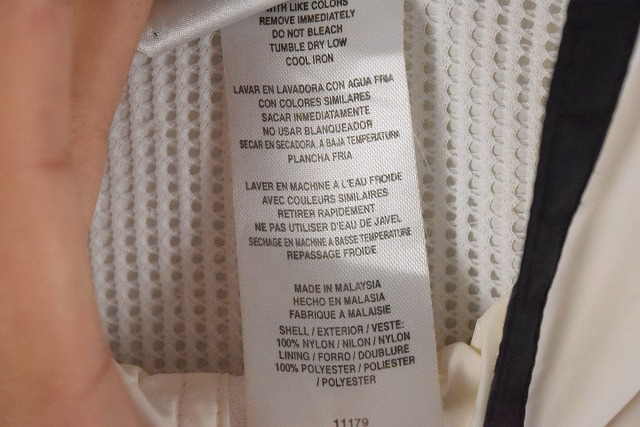 WITH LIKE COLORS
REMOVE IMMEDIATELY
DO NOT BLEACH
TUMBLE DRY LOW
COOL IRON
LAVAR EN LAVADORA CON AGUA FRIA
CON COLORES SIMILARES
SACAR INMEDIATAMENTE
NO USAR BLANQUEADOR
SECAR EN SECADORA, A BAJA TEMPERATURA
PLANCHA FRIA
LAVER EN MACHINE A L'EAU FROIDE
AVEC COULEURS SIMILAIRES
RETIRER RAPIDEMENT
NE PAS UTILISER D'EAU DE JAVEL
SECHAGE EN MACHINE A BASSE TEMPERATURE
REPASSAGE FROIDE
MADE IN MALAYSIA
HECHO EN MALASIA
FABRIQUE A MALAISIE
SHELL / EXTERIOR / VESTE:
100% NYLON / NILON / NYLON
LINING / FORRO / DOUBLURE
100% POLYESTER / POLIESTER
/ POLYESTER
11179